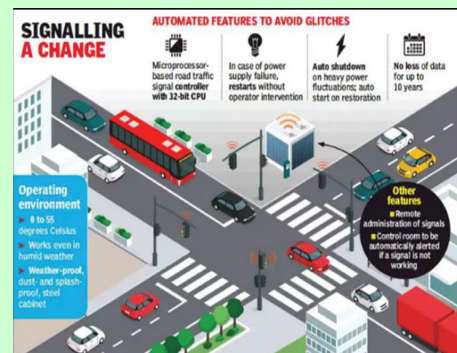 SIGNALLING
A CHANGE
AUTOMATED FEATURES TO AVOID GLITCHES
Microprocessor-
based road traffic
signal controller
with 32-bit CPU
In case of power
supply failure,
restarts without
operator intervention
Auto shutdown
on heavy power
fluctuations; auto
start on restoration
No loss of data
for up to
10 years
Operating
environment
0 to 55
degrees Celsius
Works even in
humid weather
Weather-proof,
dust- and splash-
proof, steel
cabinet
Other
features
Remote
administration of signals
Control room to be
automatically alerted
if a signal is not
working